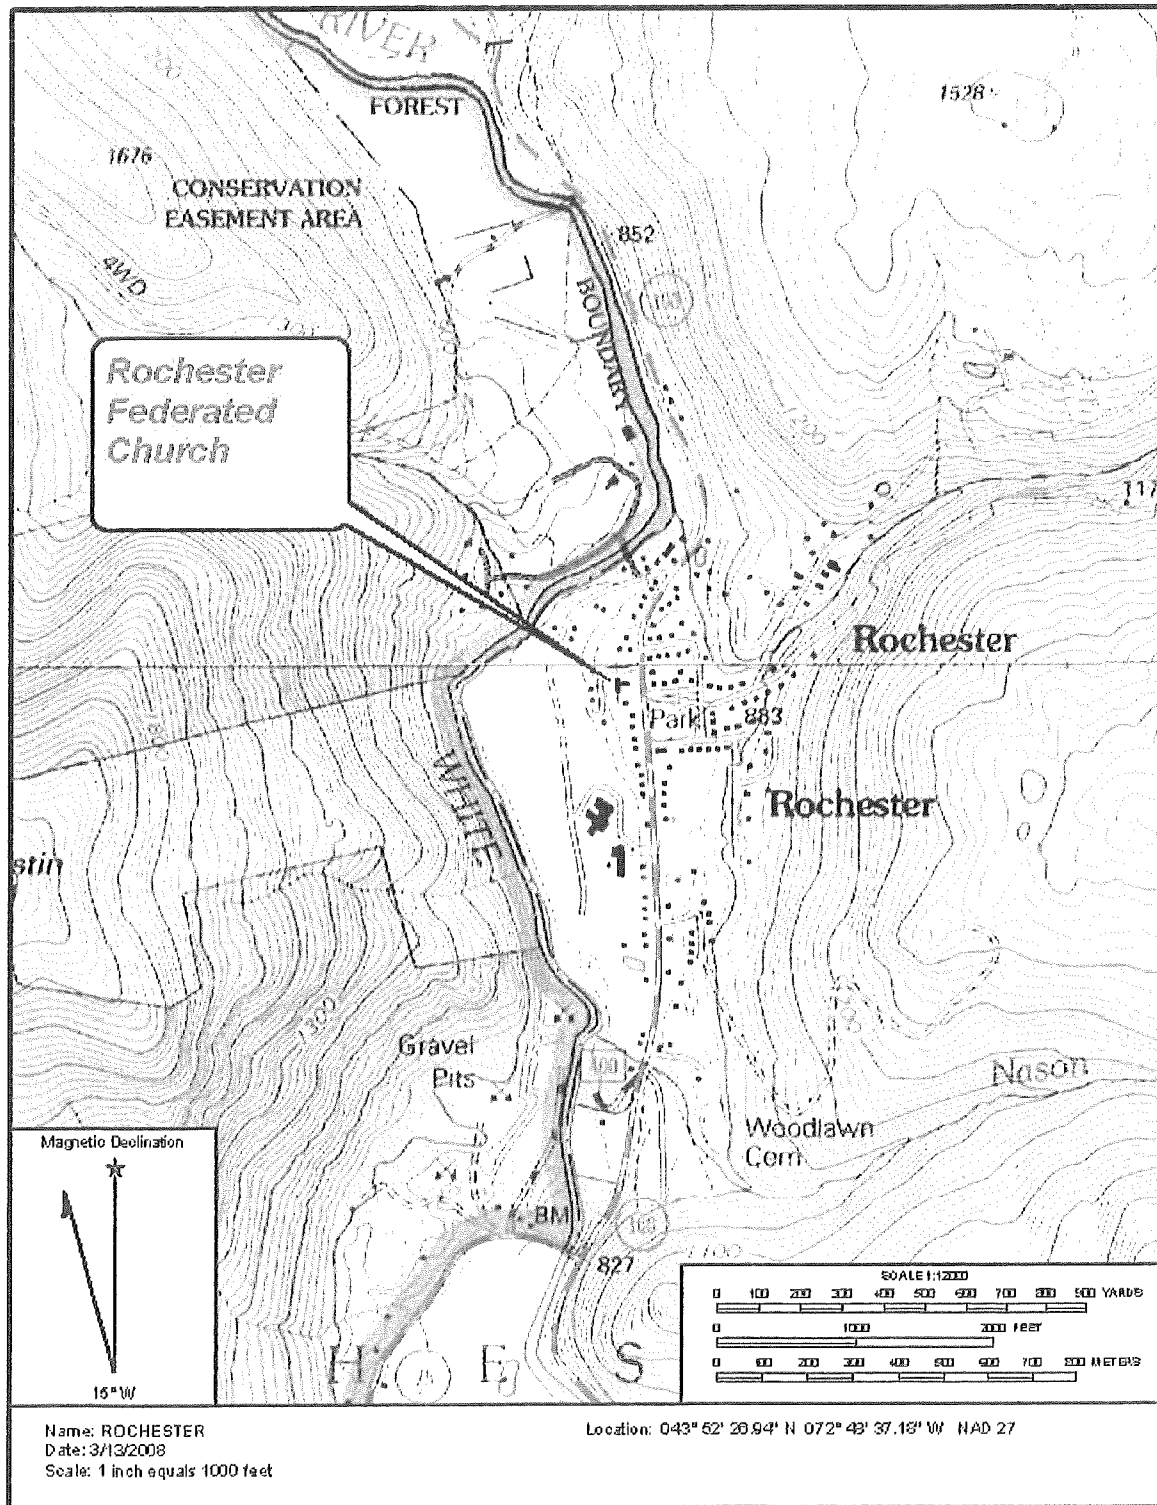 RIVER
FOREST
1528
1676
CONSERVATION
EASEMENT AREA
852
4WD
BOUNDARY
Rochester
Federated
Church
1200
Rochester
Park
883
WHITE
Rochester
1
stin
1300
Gravel
Pits
Nason
Woodlawn
Cem
BM
827
H F S
Magnetic Declination
15° W
SCALE 1:12000
0 100 200 300 400 500 600 700 800 900 YARDS
0 1000 2000 Feet
0 100 200 300 400 500 600 700 800 METERS
Name: ROCHESTER
Date: 3/13/2008
Scale: 1 inch equals 1000 feet
Location: 043° 52' 26.94" N 072° 48' 37.18" W NAD 27